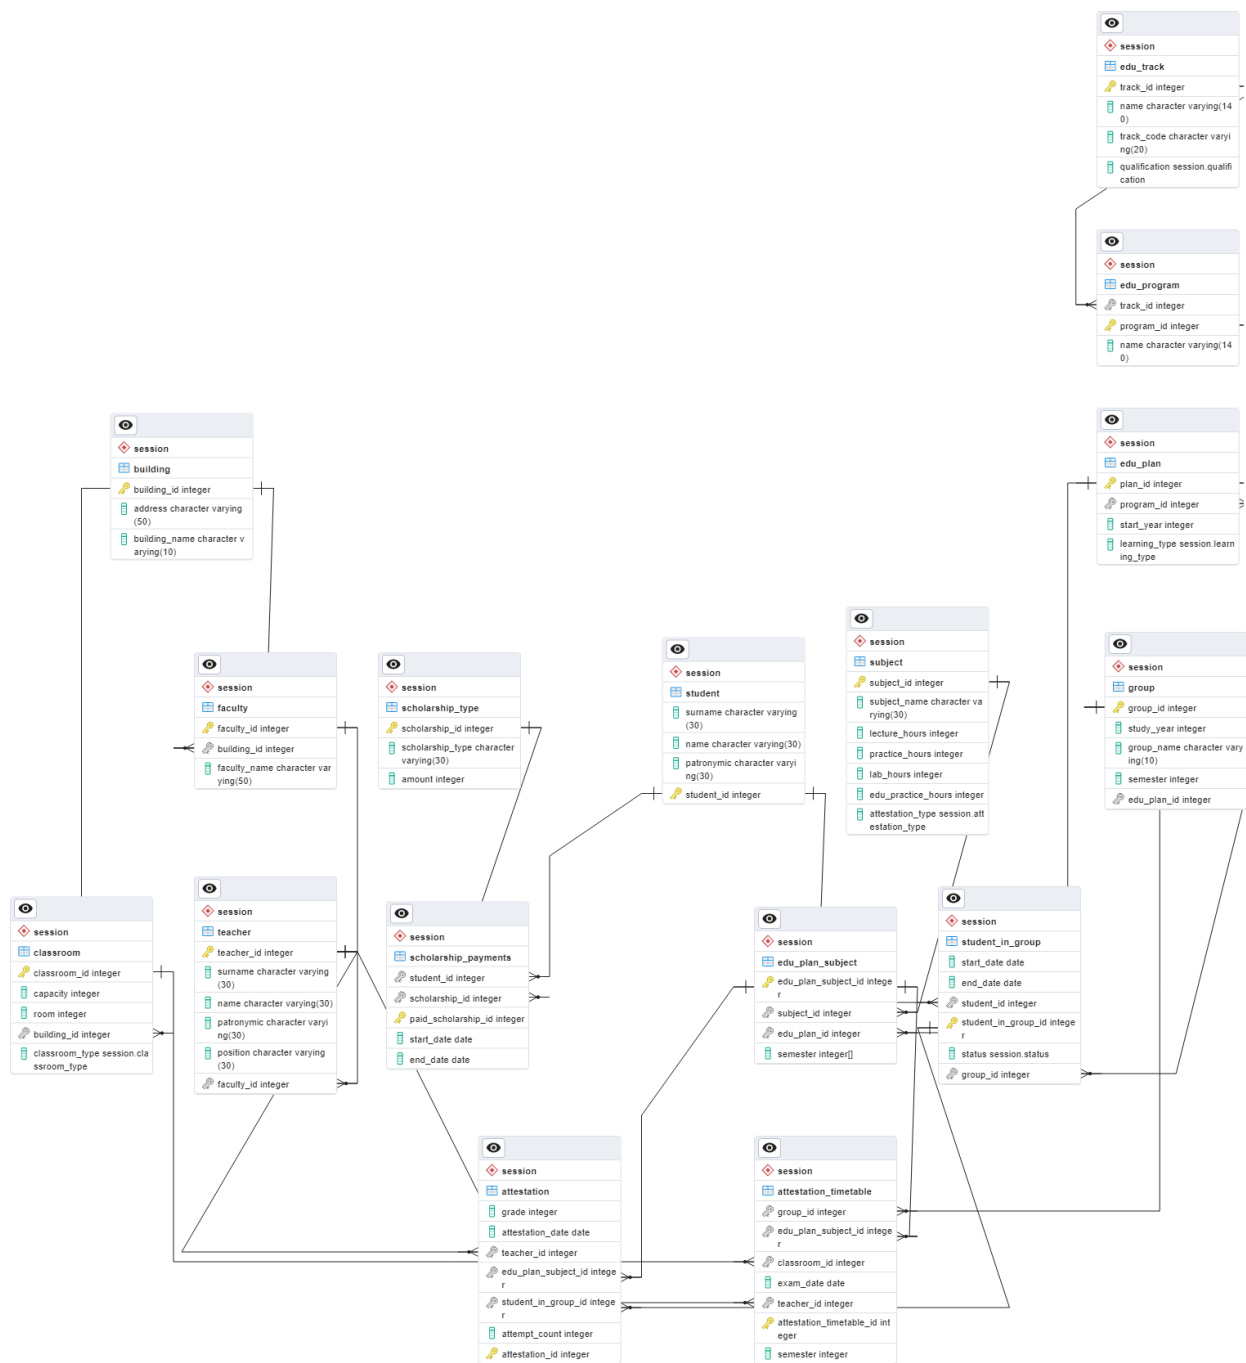 session
edu_track
track_id integer
name character varying(14
0)
track_code character varyi
ng(20)
qualification session.qualifi
cation
session
edu_program
track_id integer
program_id integer
name character varying(14
0)
session
edu_plan
plan_id integer
program_id integer
start_year integer
learning_type session.learn
ing_type
session
building
building_id integer
address character varying
(50)
building_name character v
arying(10)
session
faculty
faculty_id integer
building_id integer
faculty_name character var
ying(50)
session
scholarship_type
scholarship_id integer
scholarship_type character
varying(30)
amount integer
session
student
surname character varying
(30)
name character varying(30)
patronymic character varyi
ng(30)
student_id integer
session
subject
subject_id integer
subject_name character va
rying(30)
lecture_hours integer
practice_hours integer
lab_hours integer
edu_practice_hours integer
attestation_type session.att
estation_type
session
group
group_id integer
study_year integer
group_name character vary
ing(10)
semester integer
edu_plan_id integer
session
classroom
classroom_id integer
capacity integer
room integer
building_id integer
classroom_type session.cla
ssroom_type
session
teacher
teacher_id integer
surname character varying
(30)
name character varying(30)
patronymic character varyi
ng(30)
position character varying
(30)
faculty_id integer
session
scholarship_payments
student_id integer
scholarship_id integer
paid_scholarship_id integer
start_date date
end_date date
session
edu_plan_subject
edu_plan_subject_id intege
r
subject_id integer
edu_plan_id integer
semester integer[]
session
student_in_group
start_date date
end_date date
student_id integer
student_in_group_id intege
r
status session.status
group_id integer
session
attestation
grade integer
attestation_date date
teacher_id integer
edu_plan_subject_id intege
r
student_in_group_id intege
r
attempt_count integer
attestation_id integer
session
attestation_timetable
group_id integer
edu_plan_subject_id intege
r
classroom_id integer
exam_date date
teacher_id integer
attestation_timetable_id int
eger
semester integer